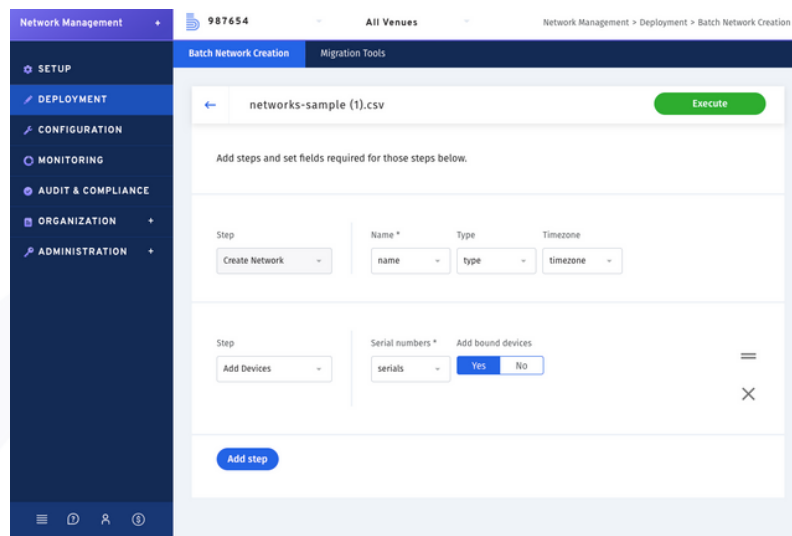 Network Management +
987654
All Venues
Network Management > Deployment > Batch Network Creation
Batch Network Creation
Migration Tools
SETUP
DEPLOYMENT
CONFIGURATION
MONITORING
AUDIT & COMPLIANCE
ORGANIZATION +
ADMINISTRATION +
networks-sample (1).csv
Execute
Add steps and set fields required for those steps below.
Step
Name *
Type
Timezone
Create Network
name
type
timezone
Step
Serial numbers *
Add bound devices
Add Devices
serials
Yes
No
Add step